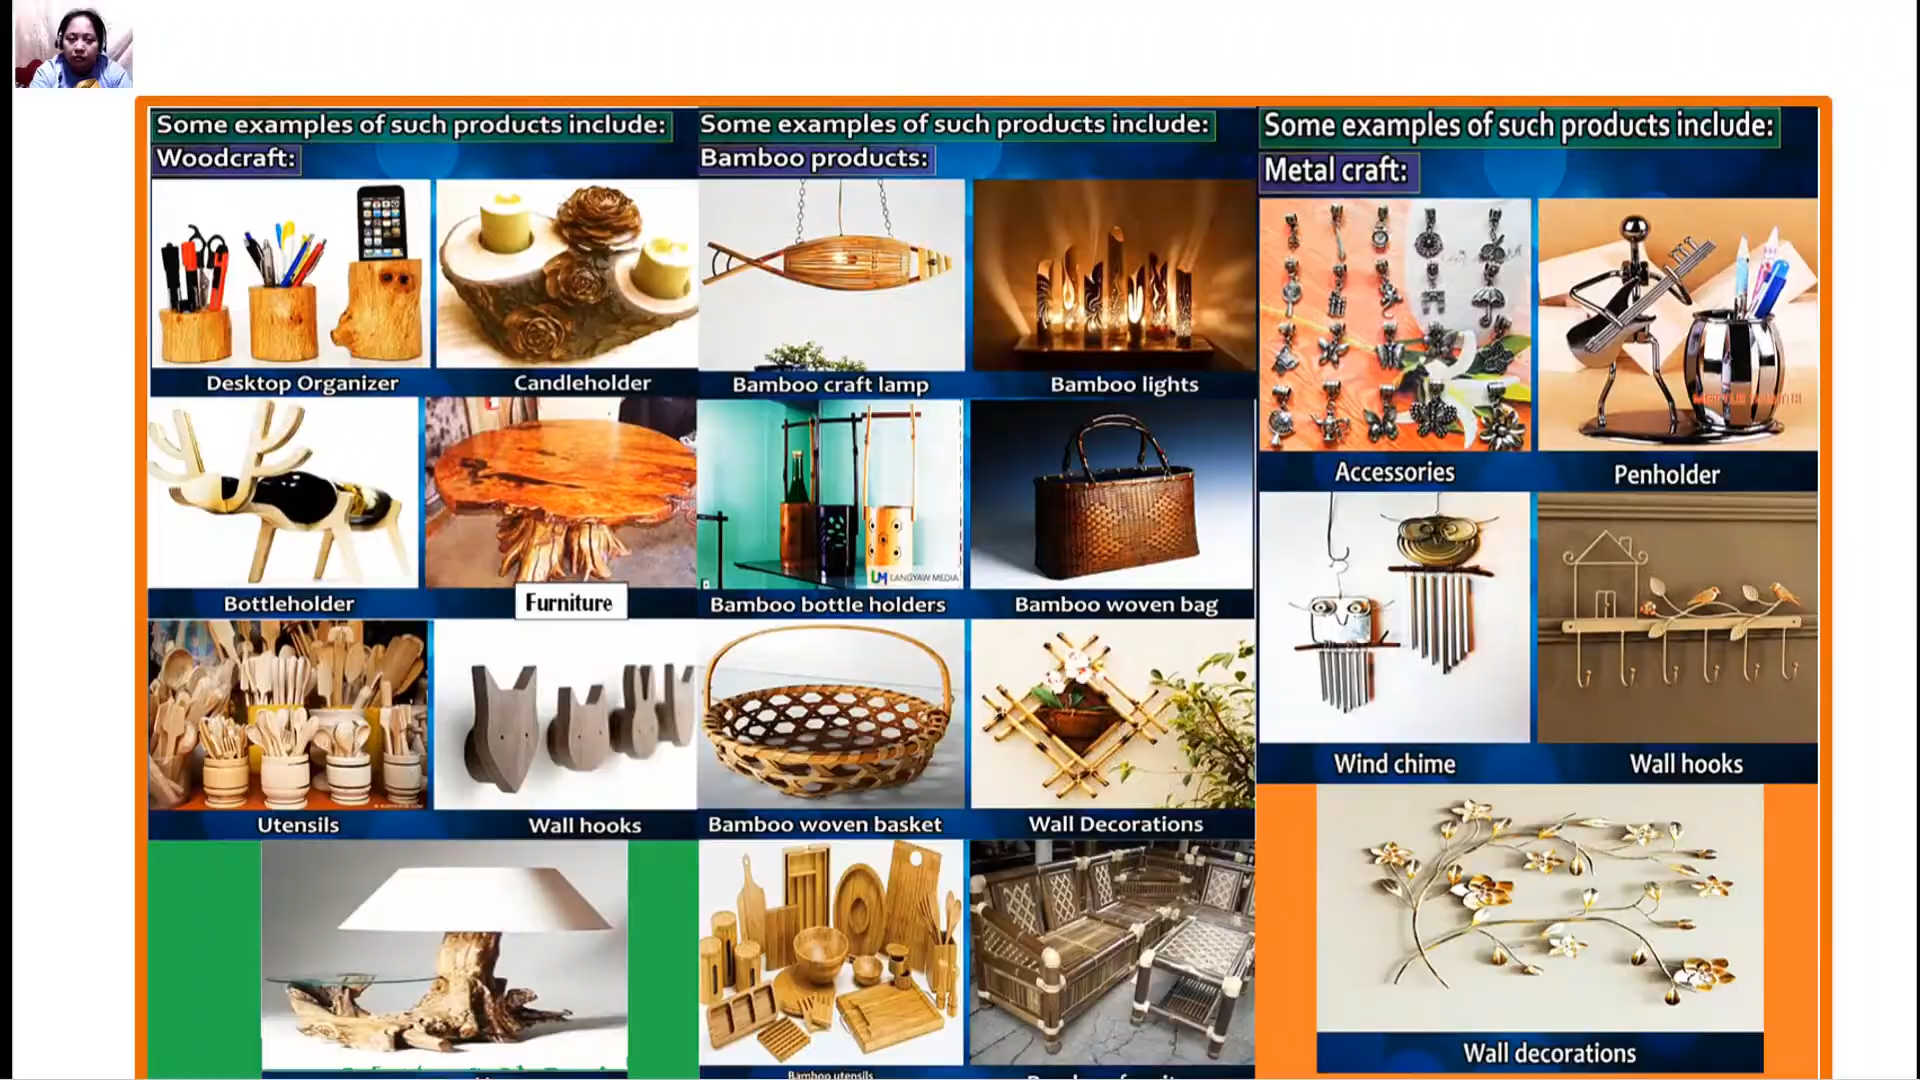 Some examples of such products include:
Woodcraft:
Desktop Organizer
Candleholder
Bottleholder
Furniture
Utensils
Wall hooks
Some examples of such products include:
Bamboo products:
Bamboo craft lamp
Bamboo lights
LM LANGYAW MEDIA
Bamboo bottle holders
Bamboo woven bag
Bamboo woven basket
Wall Decorations
Bamboo utensils
Some examples of such products include:
Metal craft:
Accessories
Penholder
Wind chime
Wall hooks
Wall decorations